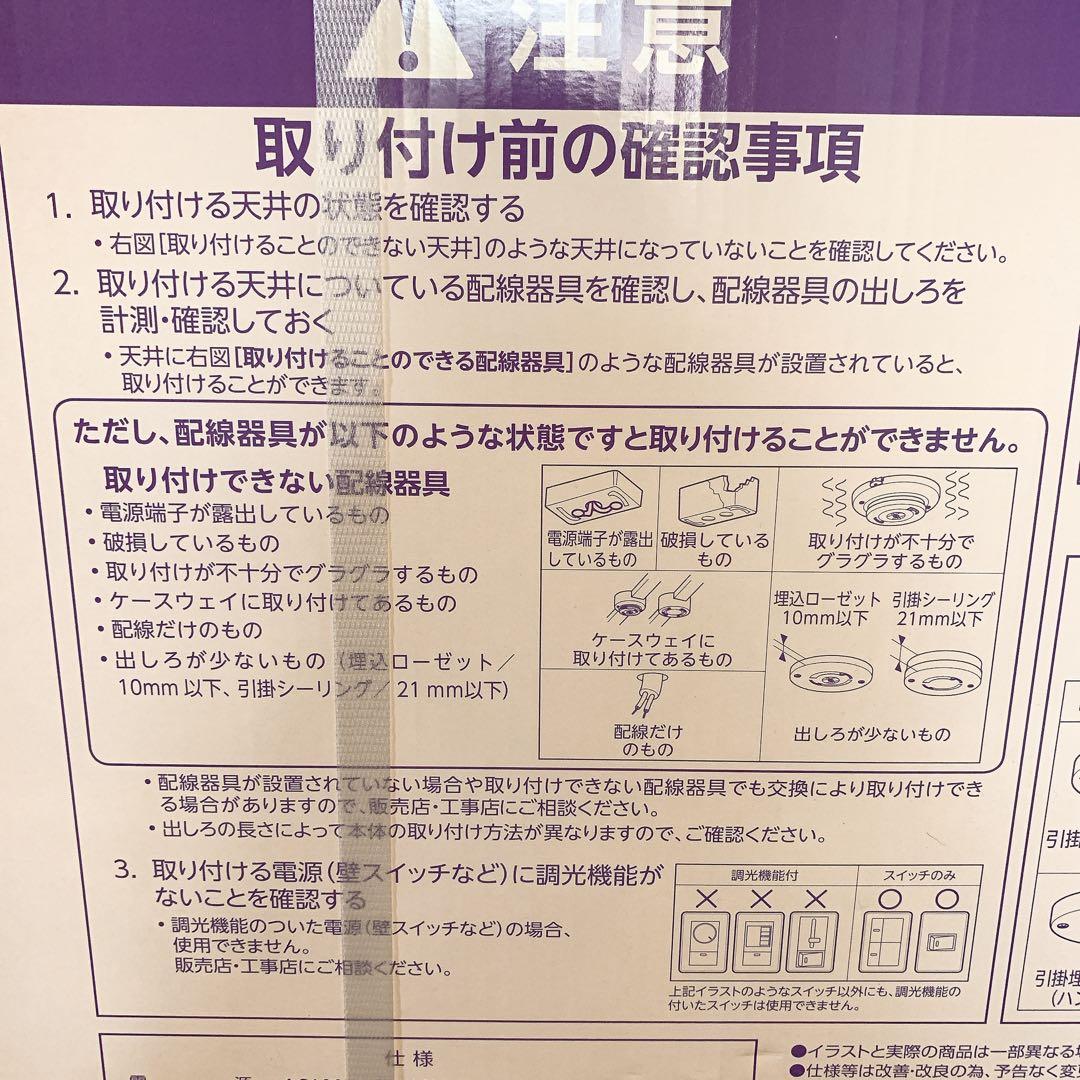 注意
取り付け前の確認事項
1. 取り付ける天井の状態を確認する
・右図[取り付けることのできない天井]のような天井になっていないことを確認してください。
2. 取り付ける天井についている配線器具を確認し、配線器具の出しろを
計測・確認しておく
・天井に右図[取り付けることのできる配線器具]のような配線器具が設置されていると、
取り付けることができます。
ただし、配線器具が以下のような状態ですと取り付けることができません。
取り付けできない配線器具
・電源端子が露出しているもの
・破損しているもの
・取り付けが不十分でグラグラするもの
・ケースウェイに取り付けてあるもの
・配線だけのもの
・出しろが少ないもの(埋込ローゼット/
10mm以下、引掛シーリング/ 21 mm以下)
電源端子が露出
しているもの
破損している
もの
取り付けが不十分で
グラグラするもの
ケースウェイに
取り付けてあるもの
埋込ローゼット
10mm以下
引掛シーリング
21mm以下
配線だけ
のもの
出しろが少ないもの
・配線器具が設置されていない場合や取り付けできない配線器具でも交換により取り付けでき
る場合がありますので、販売店・工事店にご相談ください。
・出しろの長さによって本体の取り付け方法が異なりますので、ご確認ください。
3. 取り付ける電源(壁スイッチなど)に調光機能が
ないことを確認する
・調光機能のついた電源(壁スイッチなど)の場合、
使用できません。
販売店・工事店にご相談ください。
調光機能付
スイッチのみ
上記イラストのようなスイッチ以外にも、調光機能の
付いたスイッチは使用できません。
引掛
引掛埋
(ハン
仕様
●イラストと実際の商品は一部異なる
●仕様等は改善・改良の為、予告なく変